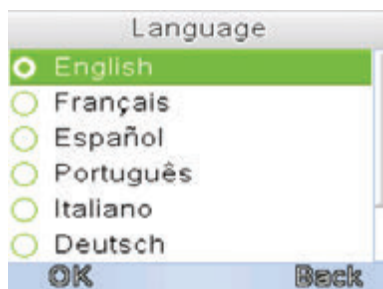 Language
English
Français
Español
Português
Italiano
Deutsch
OK Back